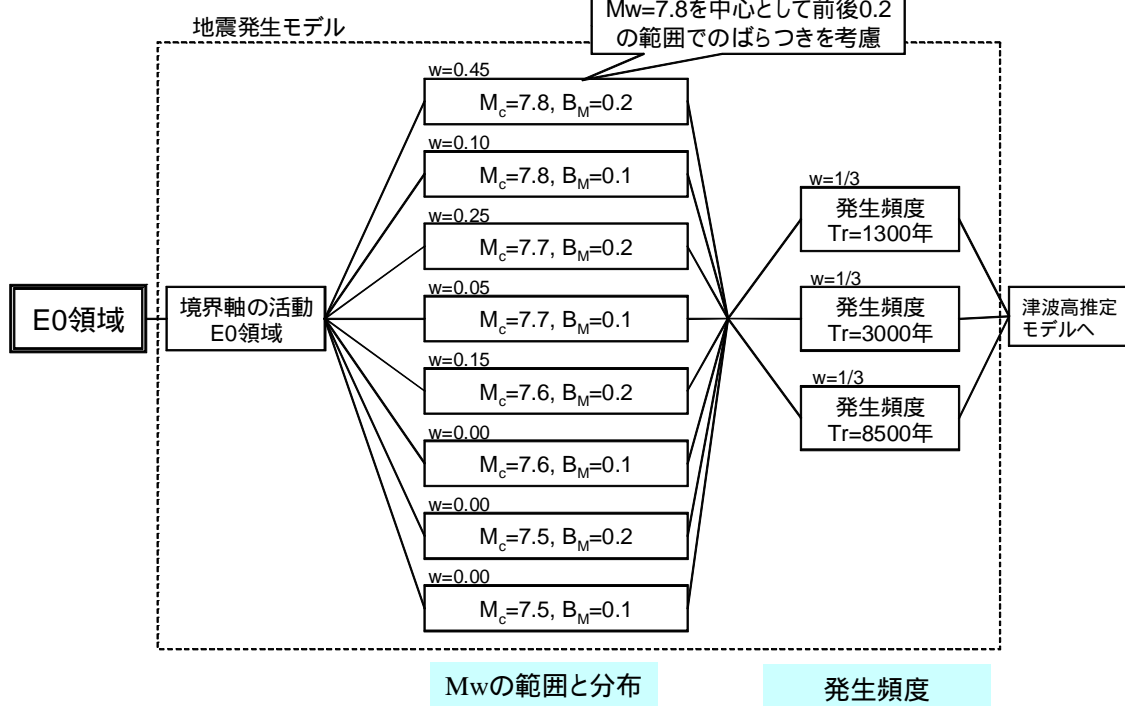 Mw=7.8を中心として前後0.2
の範囲でのばらつきを考慮
地震発生モデル
w=0.45
Mc=7.8, BM=0.2
w=0.10
Mc=7.8, BM=0.1
w=0.25
Mc=7.7, BM=0.2
w=0.05
Mc=7.7, BM=0.1
w=0.15
Mc=7.6, BM=0.2
w=0.00
Mc=7.6, BM=0.1
w=0.00
Mc=7.5, BM=0.2
w=0.00
Mc=7.5, BM=0.1
E0領域
境界軸の活動
E0領域
w=1/3
発生頻度
Tr=1300年
w=1/3
発生頻度
Tr=3000年
w=1/3
発生頻度
Tr=8500年
津波高推定
モデルへ
Mwの範囲と分布
発生頻度